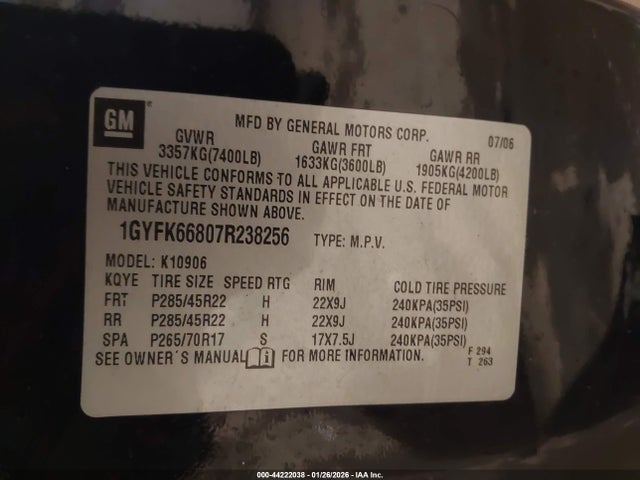 GM
MFD BY GENERAL MOTORS CORP. 07/06
GVWR GAWR FRT GAWR RR
3357KG(7400LB) 1633KG(3600LB) 1905KG(4200LB)
THIS VEHICLE CONFORMS TO ALL APPLICABLE U.S. FEDERAL MOTOR
VEHICLE SAFETY STANDARDS IN EFFECT ON THE DATE OF
MANUFACTURE SHOWN ABOVE.
1GYFK66807R238256 TYPE: M.P.V.
MODEL: K10906
KQYE TIRE SIZE SPEED RTG RIM COLD TIRE PRESSURE
FRT P285/45R22 H 22X9J 240KPA(35PSI)
RR P285/45R22 H 22X9J 240KPA(35PSI)
SPA P265/70R17 S 17X7.5J 240KPA(35PSI)
SEE OWNER'S MANUAL FOR MORE INFORMATION.
F 294
T 263
000-44222038 - 01/26/2026 - IAA Inc.